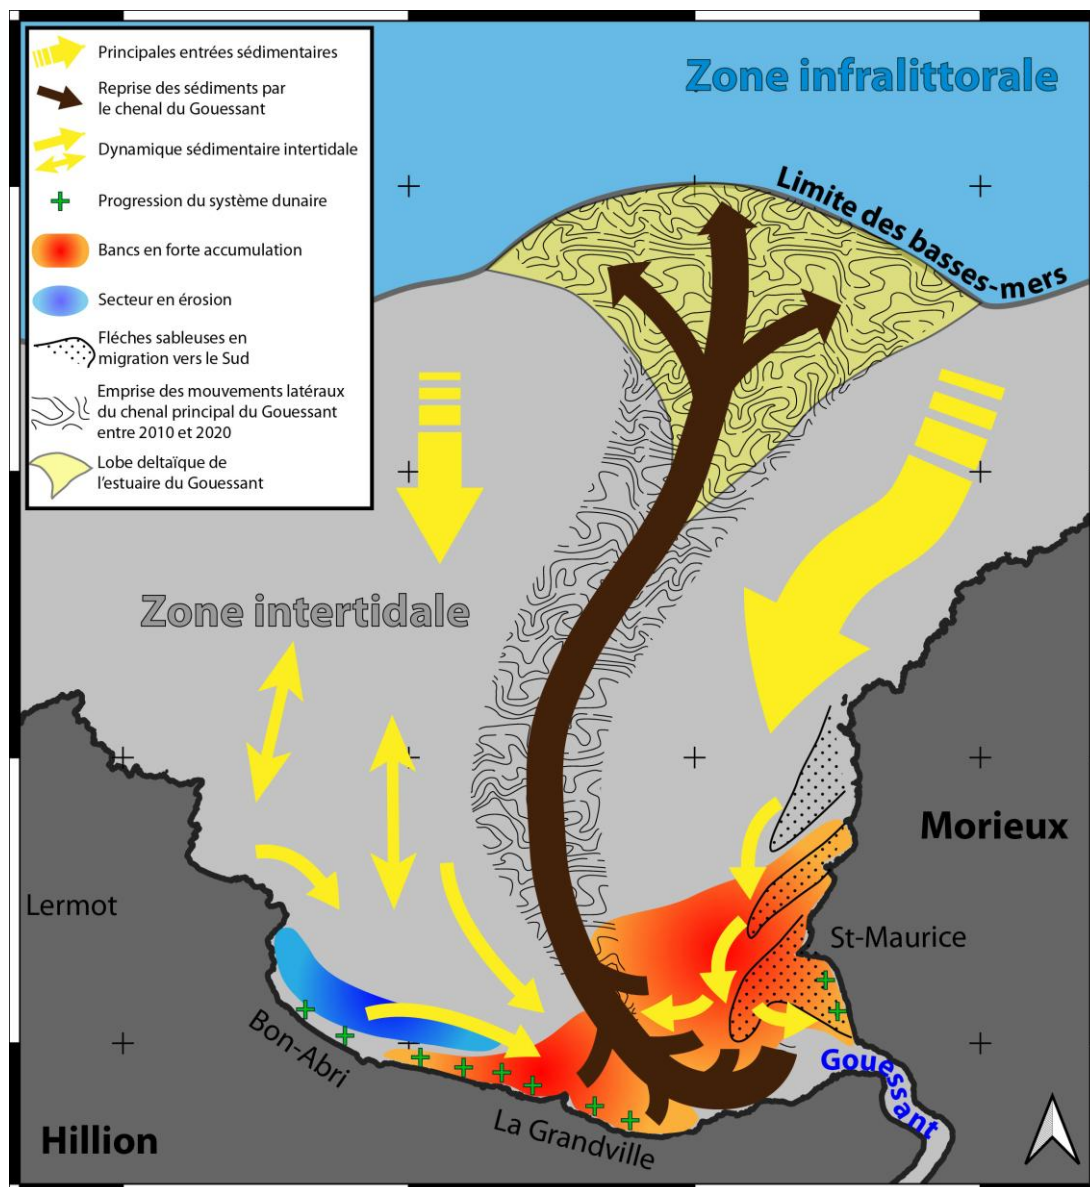 Principales entrées sédimentaires
Reprise des sédiments par
le chenal du Gouessant
Dynamique sédimentaire intertidale
Progression du système dunaire
Bancs en forte accumulation
Secteur en érosion
Fléches sableuses en
migration vers le Sud
Emprise des mouvements latéraux
du chenal principal du Gouessant
entre 2010 et 2020
Lobe deltaïque de
l'estuaire du Gouessant
Zone infralittorale
Limite des basses-mers
Zone intertidale
Morieux
Lermot
St-Maurice
Bon-Abri
Gouessant
La Grandville
Hillion